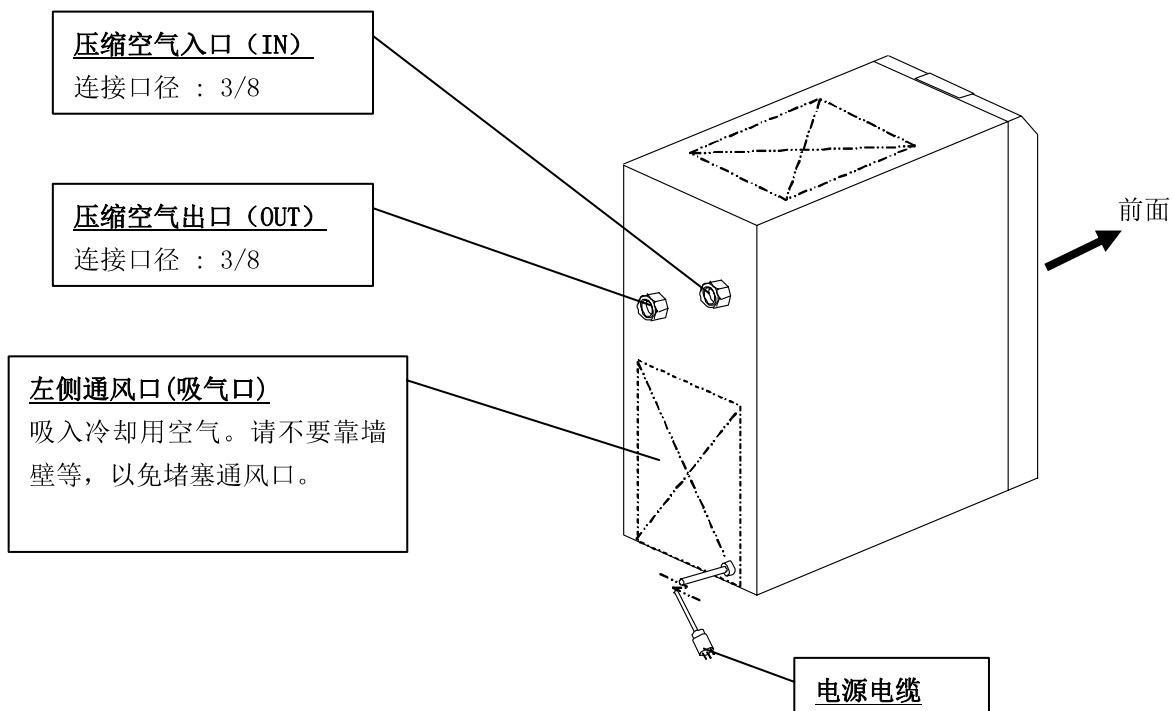 压缩空气入口（IN）
连接口径 : 3/8
压缩空气出口（OUT）
连接口径 : 3/8
前面
左侧通风口(吸气口)
吸入冷却用空气。请不要靠墙
壁等，以免堵塞通风口。
电源电缆